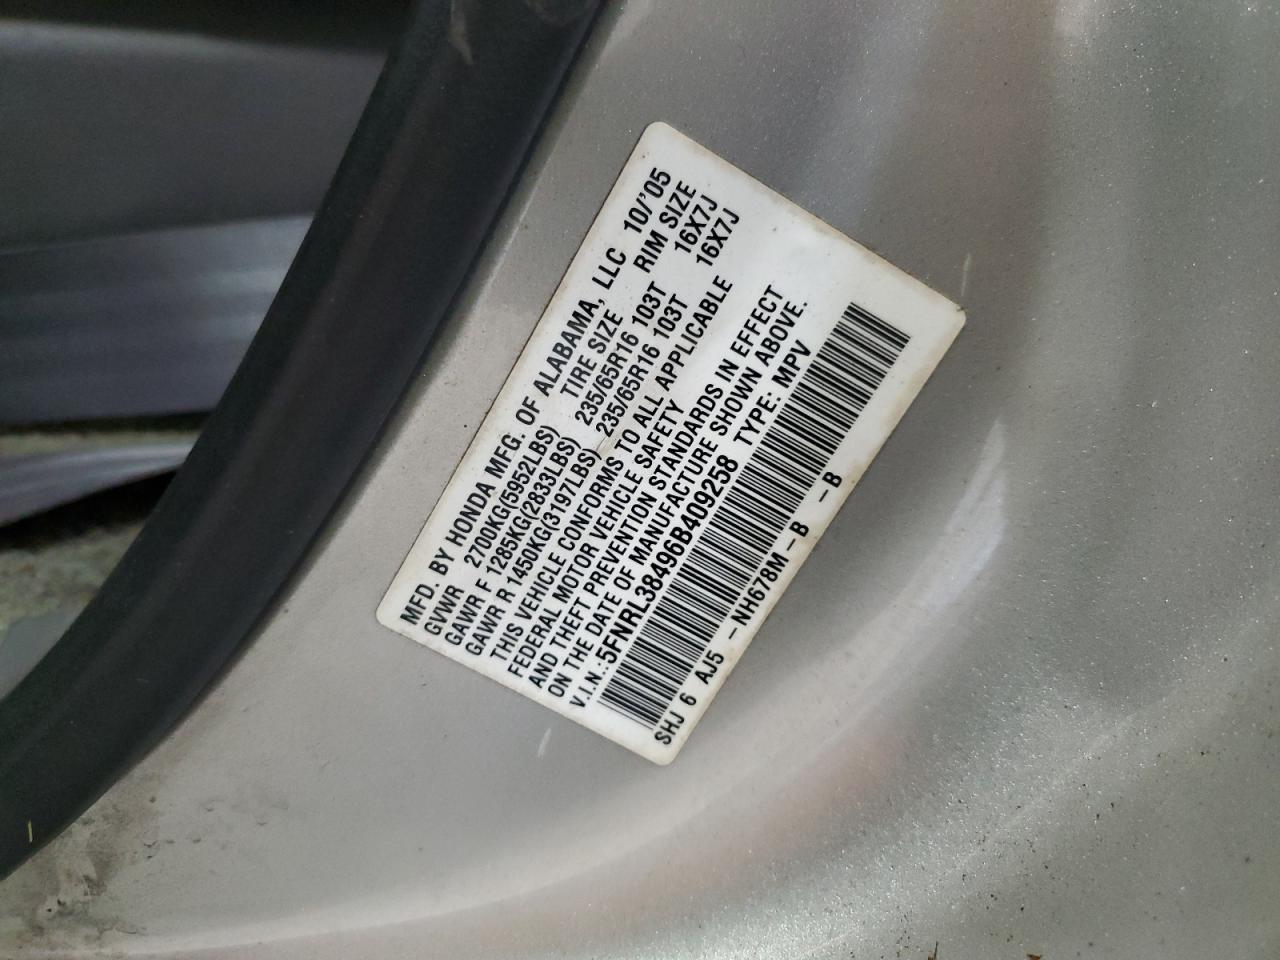 MFD. BY HONDA MFG. OF ALABAMA, LLC 10/'05
GVWR 2700KG(5952LBS) TIRE SIZE RIM SIZE
GAWR F 1285KG(2833LBS) 235/65R16 103T 16X7J
GAWR R 1450KG(3197LBS) 235/65R16 103T 16X7J
THIS VEHICLE CONFORMS TO ALL APPLICABLE
FEDERAL MOTOR VEHICLE SAFETY
AND THEFT PREVENTION STANDARDS IN EFFECT
ON THE DATE OF MANUFACTURE SHOWN ABOVE.
V.I.N.: 5FNRL38496B409258 TYPE: MPV
SHJ 6 AJ5 -NH678M-B -B